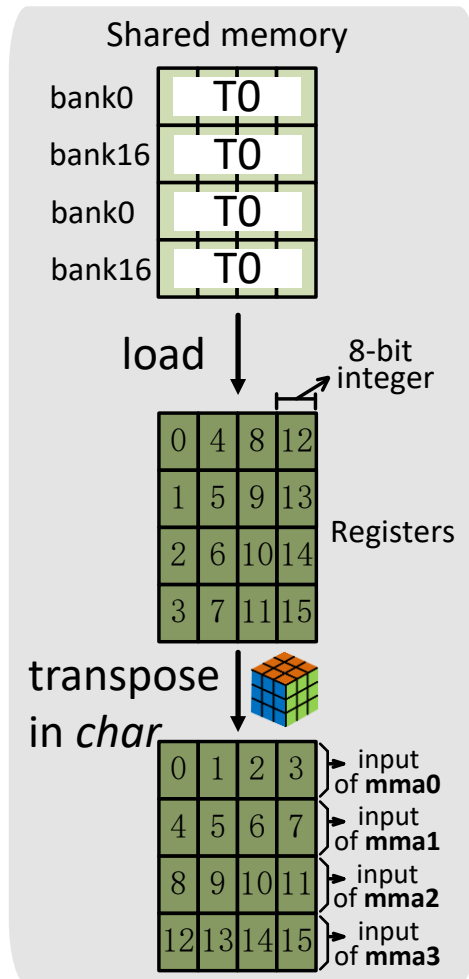 Shared memory
bank0 T0
bank16 T0
bank0 T0
bank16 T0
load
8-bit
integer
0 4 8 12
1 5 9 13
2 6 10 14
3 7 11 15
Registers
transpose
in char
0 1 2 3
input
of mma0
4 5 6 7
input
of mma1
8 9 10 11
input
of mma2
12 13 14 15
input
of mma3